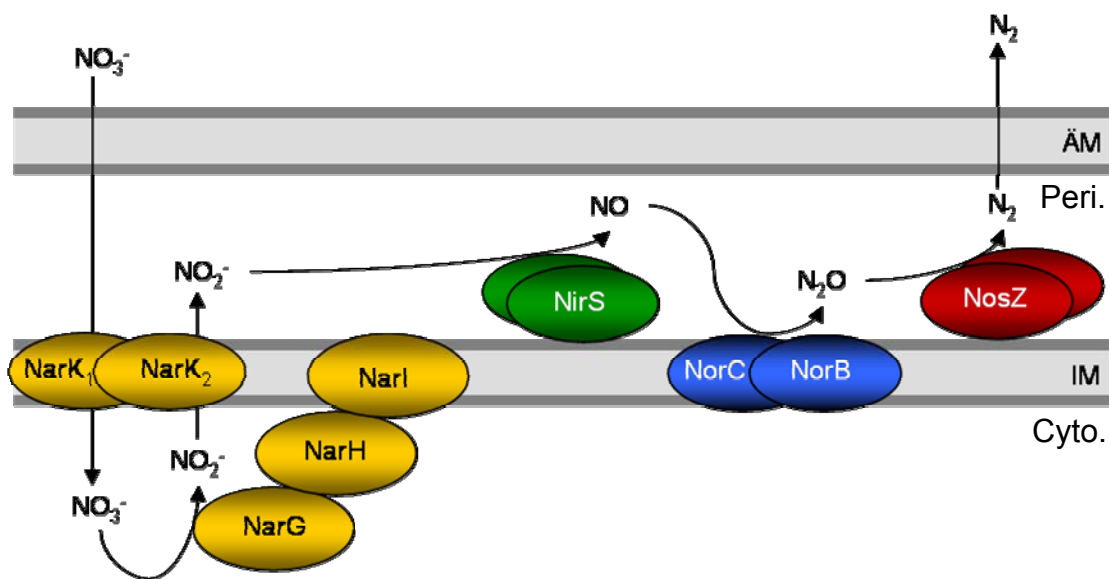 N₂
NO₃⁻
ÄM
Peri.
N₂
NO
NO₂⁻
N₂O
NirS
NosZ
NarK₁
NarK₂
NarI
NorC
NorB
IM
Cyto.
NO₂⁻
NarH
NO₃⁻
NarG